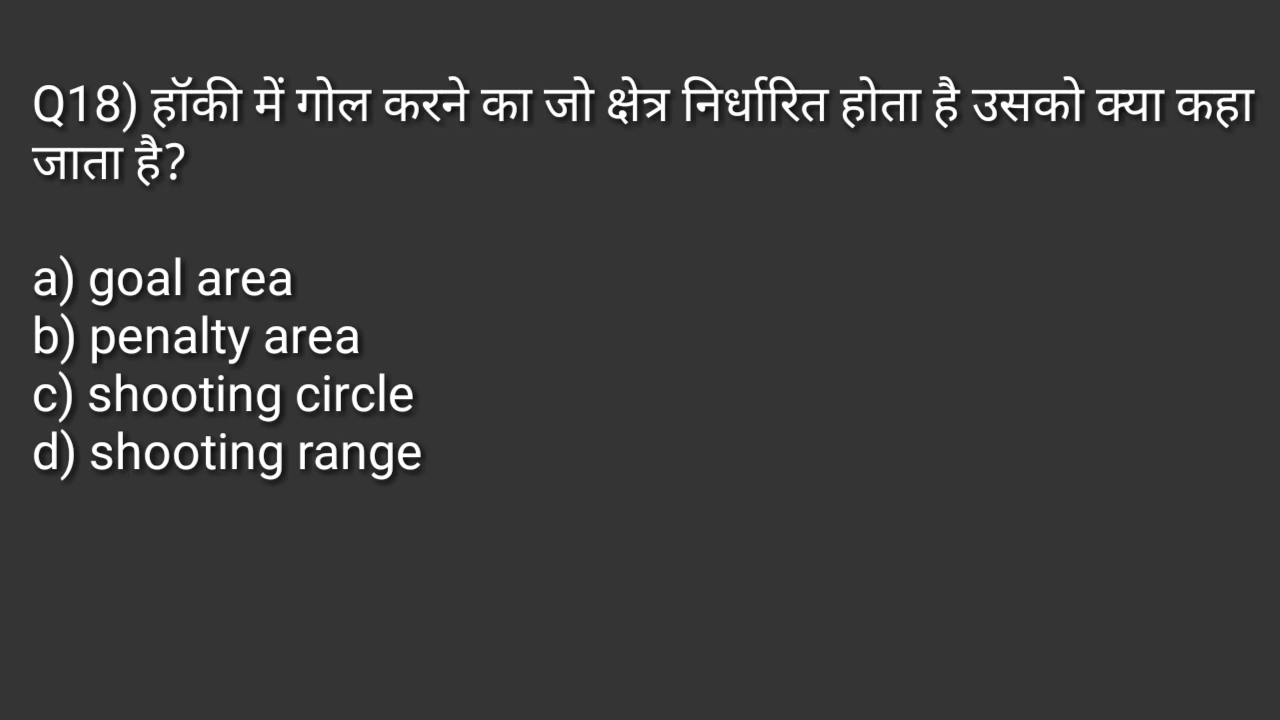 Q18) हॉकी में गोल करने का जो क्षेत्र निर्धारित होता है उसको क्या कहा
जाता है?
a) goal area
b) penalty area
c) shooting circle
d) shooting range